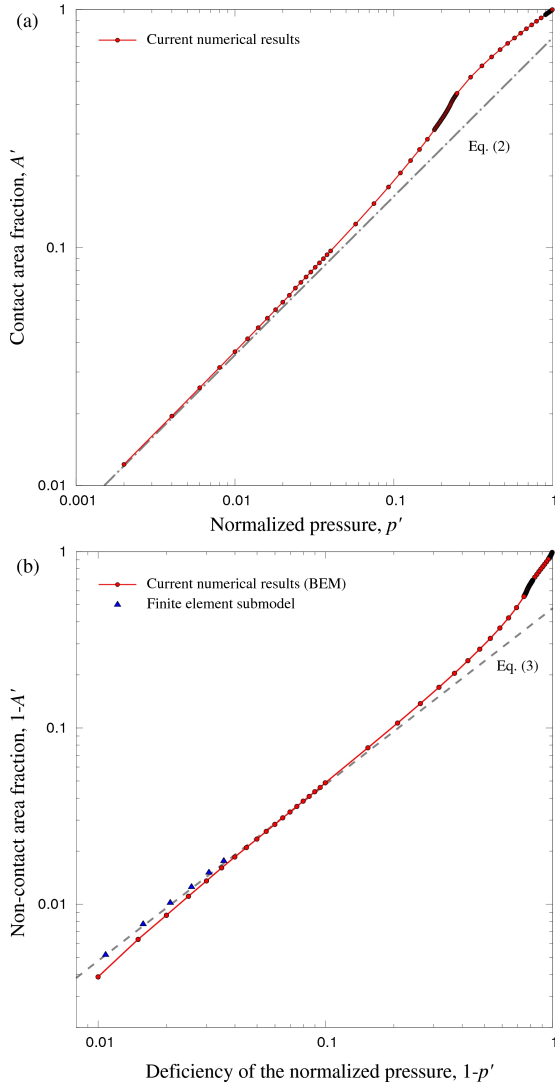 (a)
1
Current numerical results
Eq. (2)
Contact area fraction, A′
0.1
0.01
0.001
0.01
0.1
1
Normalized pressure, p′
(b)
1
Current numerical results (BEM)
Finite element submodel
Eq. (3)
Non-contact area fraction, 1-A′
0.1
0.01
0.01
0.1
1
Deficiency of the normalized pressure, 1-p′